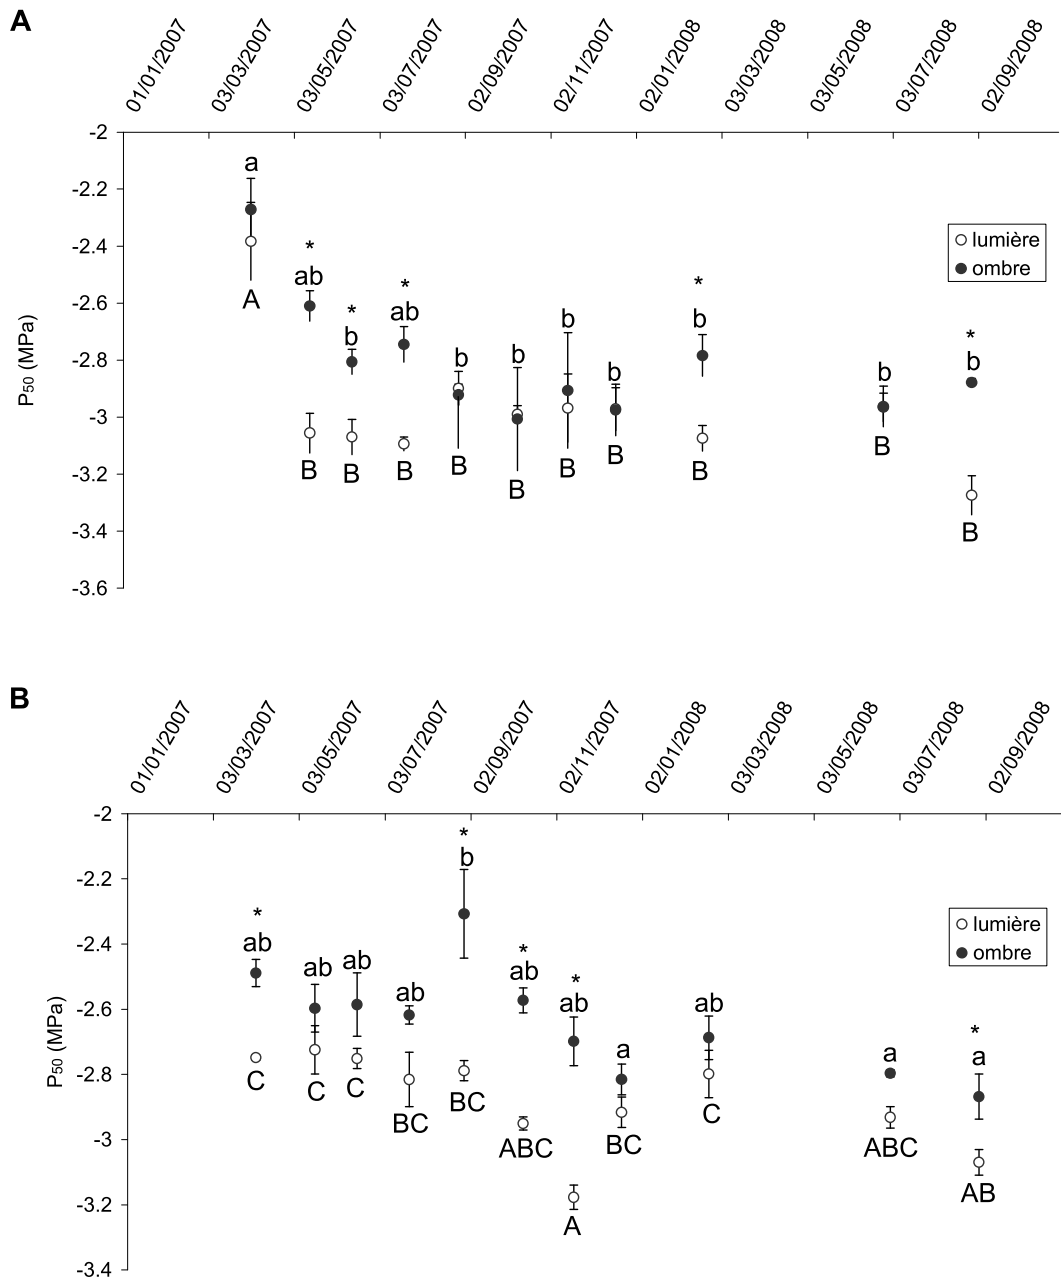 A
01/01/2007 03/03/2007 03/05/2007 03/07/2007 02/09/2007 02/11/2007 02/01/2008 03/03/2008 03/05/2008 03/07/2008 02/09/2008
-2
a
-2.2
* lumière
-2.4
ab * * ombre
A ab *
-2.6
b b b *
b b b b b
-2.8
P50 (MPa)
-3
B B B B B B B B B
-3.2
B
-3.4
B
-3.6
B
01/01/2007 03/03/2007 03/05/2007 03/07/2007 02/09/2007 02/11/2007 02/01/2008 03/03/2008 03/05/2008 03/07/2008 02/09/2008
-2
*
b
-2.2
* lumière
-2.4
ab ab ab * ombre
ab ab *
-2.6
ab ab
P50 (MPa)
a a *
a
-2.8
C C C BC
BC C
-3
ABC BC ABC
-3.2
AB
A
-3.4